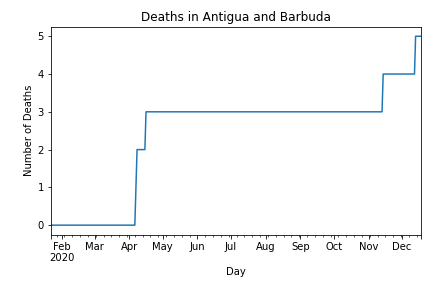 Deaths in Antigua and Barbuda
Number of Deaths
5
4
3
2
1
0
Feb Mar Apr May Jun Jul Aug Sep Oct Nov Dec
2020
Day